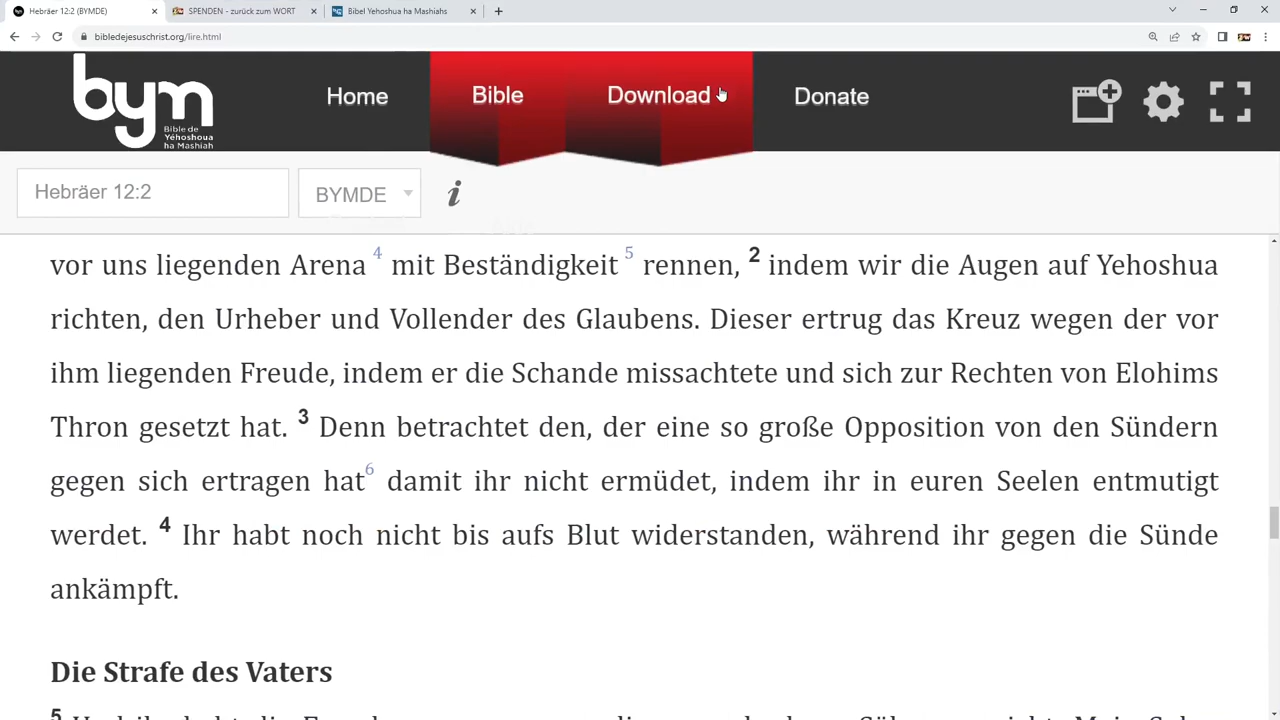 Hebräer 12:2 (BYMDE)
SPENDEN - zurück zum WORT
Bibel Yehoshua ha Mashiahs
bibledejesuschrist.org/lire.html
bym
Bible de
Yéhoshoua
ha Mashiah
Home
Bible
Download
Donate
Hebräer 12:2
BYMDE
i
vor uns liegenden Arena 4 mit Beständigkeit 5 rennen, 2 indem wir die Augen auf Yehoshua
richten, den Urheber und Vollender des Glaubens. Dieser ertrug das Kreuz wegen der vor
ihm liegenden Freude, indem er die Schande missachtete und sich zur Rechten von Elohims
Thron gesetzt hat. 3 Denn betrachtet den, der eine so große Opposition von den Sündern
gegen sich ertragen hat6 damit ihr nicht ermüdet, indem ihr in euren Seelen entmutigt
werdet. 4 Ihr habt noch nicht bis aufs Blut widerstanden, während ihr gegen die Sünde
ankämpft.
Die Strafe des Vaters
5